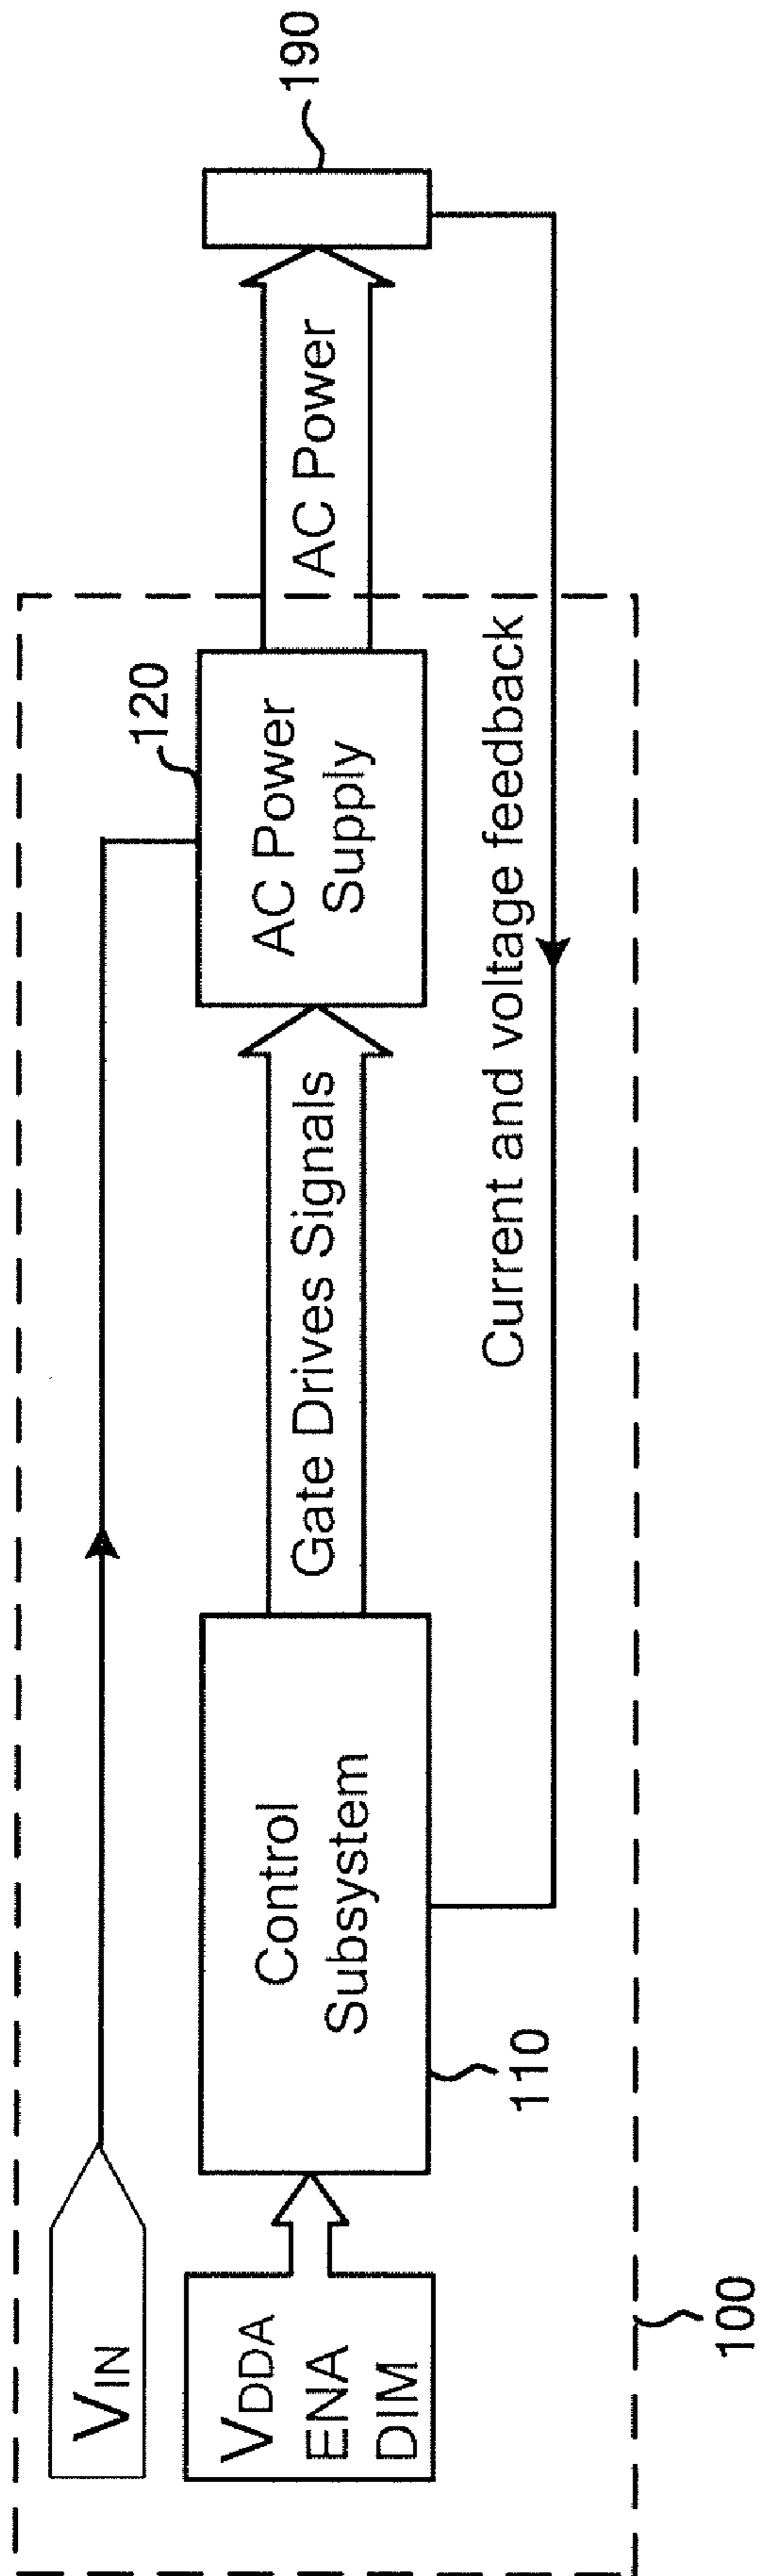 VIN
VDDA
ENA
DIM
Control
Subsystem
110
Gate Drives Signals
120
AC Power
Supply
AC Power
190
Current and voltage feedback
100